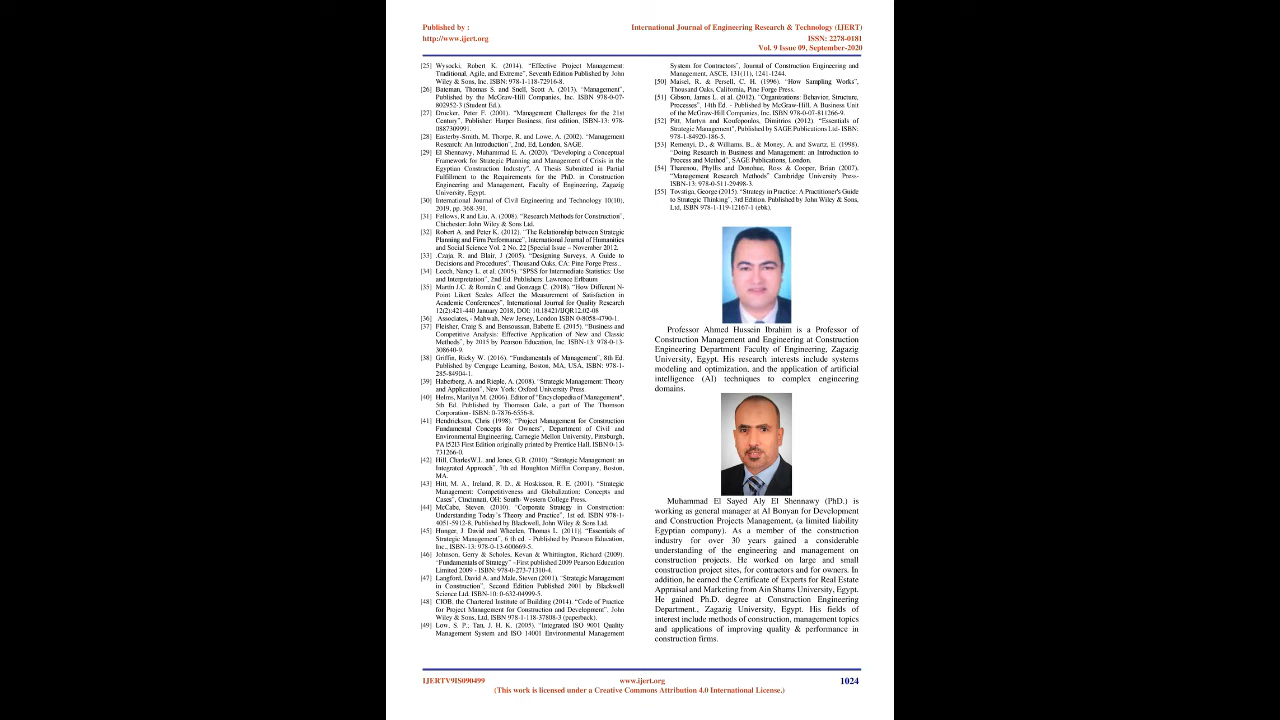 Published by :
http://www.ijert.org
International Journal of Engineering Research & Technology (IJERT)
ISSN: 2278-0181
Vol. 9 Issue 09, September-2020
[25] Wysocki, Robert K. (2014). “Effective Project Management:
Traditional, Agile, and Extreme”, Seventh Edition Published by John
Wiley & Sons, Inc. ISBN: 978-1-118-72916-8.
[26] Bateman, Thomas S. and Snell, Scott A. (2013). “Management”,
Published by the McGraw-Hill Companies, Inc. ISBN 978-0-07-
802952-3 (Student Ed.).
[27] Drucker, Peter F. (2001). “Management Challenges for the 21st
Century”, Publisher: Harper Business; first edition, ISBN-13: 978-
0887309991.
[28] Easterby-Smith, M. Thorpe, R. and Lowe, A. (2002). “Management
Research: An Introduction”, 2nd, Ed, London, SAGE.
[29] El Shennawy, Muhammed E. A. (2020). “Developing a Conceptual
Framework for Strategic Planning and Management of Crisis in the
Egyptian Construction Industry”, A Thesis Submitted in Partial
Fulfillment to the Requirements for the PhD. in Construction
Engineering and Management, Faculty of Engineering, Zagazig
University, Egypt.
[30] International Journal of Civil Engineering and Technology 10(10),
2019, pp. 368-391.
[31] Fellows, R and Liu, A. (2008). “Research Methods for Construction”,
Chichester: John Wiley & Sons Ltd.
[32] Robert A. and Peter K. (2012). “The Relationship between Strategic
Planning and Firm Performance”, International Journal of Humanities
and Social Science Vol. 2 No. 22 [Special Issue – November 2012.
[33] .Czaja, R. and Blair, J (2005). “Designing Surveys, A Guide to
Decisions and Procedures”. Thousand Oaks, CA: Pine Forge Press..
[34] Leech, Nancy L. et al. (2005). “SPSS for Intermediate Statistics: Use
and Interpretation”, 2nd Ed. Publishers: Lawrence Erlbaum
[35] Martín J.C. & Román C. and Gonzaga C. (2018). “How Different N-
Point Likert Scales Affect the Measurement of Satisfaction in
Academic Conferences”, International Journal for Quality Research
12(2):421-440 January 2018, DOI: 10.18421/IJQR12.02-08
[36] Associates, - Mahwah, New Jersey, London ISBN 0-8058-4790-1.
[37] Fleisher, Craig S. and Bensoussan, Babette E. (2015). “Business and
Competitive Analysis: Effective Application of New and Classic
Methods”, by 2015 by Pearson Education, Inc. ISBN-13: 978-0-13-
308640-9.
[38] Griffin, Ricky W. (2016). “Fundamentals of Management”, 8th Ed.
Published by Cengage Learning, Boston, MA, USA, ISBN: 978-1-
285-84904-1.
[39] Haberberg, A. and Rieple, A. (2008). “Strategic Management: Theory
and Application”, New York: Oxford University Press
[40] Helms, Marilyn M. (2006). Editor of "Encyclopedia of Management",
5th Ed. Published by Thomson Gale, a part of The Thomson
Corporation- ISBN: 0-7876-6556-8.
[41] Hendrickson, Chris (1998). “Project Management for Construction
Fundamental Concepts for Owners”, Department of Civil and
Environmental Engineering, Carnegie Mellon University, Pittsburgh,
PA 15213 First Edition originally printed by Prentice Hall, ISBN 0-13-
731266-0.
[42] Hill, CharlesW.L. and Jones, G.R. (2010). “Strategic Management: an
Integrated Approach”, 7th ed. Houghton Mifflin Company, Boston,
MA.
[43] Hitt, M. A., Ireland, R. D., & Hoskisson, R. E. (2001). “Strategic
Management: Competitiveness and Globalization: Concepts and
Cases”, Cincinnati, OH: South- Western College Press.
[44] McCabe, Steven. (2010). “Corporate Strategy in Construction:
Understanding Today’s Theory and Practice”, 1st ed. ISBN 978-1-
4051-5912-8, Published by Blackwell, John Wiley & Sons Ltd.
[45] Hunger, J. David and Wheelen, Thomas L. (2011)] “Essentials of
Strategic Management”, 6 th ed - Published by Pearson Education,
Inc., ISBN-13: 978-0-13-600669-5.
[46] Johnson, Gerry & Scholes, Kevan & Whittington, Richard (2009).
“Fundamentals of Strategy” –First published 2009 Pearson Education
Limited 2009 - ISBN: 978-0-273-71310-4.
[47] Langford, David A. and Male, Steven (2001). “Strategic Management
in Construction”, Second Edition Published 2001 by Blackwell
Science Ltd. ISBN-10: 0-632-04999-5.
[48] CIOB, the Chartered Institute of Building (2014). “Code of Practice
for Project Management for Construction and Development”. John
Wiley & Sons, Ltd. ISBN 978-1-118-37808-3 (paperback).
[49] Low, S. P.; Tan, J. H. K. (2005). “Integrated ISO 9001 Quality
Management System and ISO 14001 Environmental Management
System for Contractors”, Journal of Construction Engineering and
Management, ASCE, 131(11), 1241-1244.
[50] Maisel, R. & Persell, C. H. (1996). “How Sampling Works”,
Thousand Oaks, California, Pine Forge Press.
[51] Gibson, James L. et al. (2012). “Organizations: Behavior, Structure,
Processes”, 14th Ed. - Published by McGraw-Hill, A Business Unit
of the McGraw-Hill Companies, Inc. ISBN 978-0-07-811266-9.
[52] Pitt, Martyn and Koufopoulos, Dimitrios (2012). “Essentials of
Strategic Management”, Published by SAGE Publications Ltd- ISBN:
978-1-84920-186-5.
[53] Remenyi, D., & Williams, B., & Money, A. and Swartz, E. (1998).
“Doing Research in Business and Management: an Introduction to
Process and Method”, SAGE Publications, London.
[54] Tharenou, Phyllis and Donohue, Ross & Cooper, Brian (2007).
“Management Research Methods” Cambridge University Press-
ISBN-13: 978-0-511-29498-3.
[55] Tovstiga, George (2015). “Strategy in Practice: A Practitioner's Guide
to Strategic Thinking”, 3rd Edition. Published by John Wiley & Sons,
Ltd, ISBN 978-1-119-12167-1 (ebk).
Professor Ahmed Hussein Ibrahim is a Professor of
Construction Management and Engineering at Construction
Engineering Department Faculty of Engineering, Zagazig
University, Egypt. His research interests include systems
modeling and optimization, and the application of artificial
intelligence (AI) techniques to complex engineering
domains.
Muhammad El Sayed Aly El Shennawy (PhD.) is
working as general manager at Al Bonyan for Development
and Construction Projects Management, (a limited liability
Egyptian company). As a member of the construction
industry for over 30 years gained a considerable
understanding of the engineering and management on
construction projects. He worked on large and small
construction project sites, for contractors and for owners. In
addition, he earned the Certificate of Experts for Real Estate
Appraisal and Marketing from Ain Shams University, Egypt.
He gained Ph.D. degree at Construction Engineering
Department., Zagazig University, Egypt. His fields of
interest include methods of construction, management topics
and applications of improving quality & performance in
construction firms.
IJERTV9IS090499
www.ijert.org
1024
(This work is licensed under a Creative Commons Attribution 4.0 International License.)